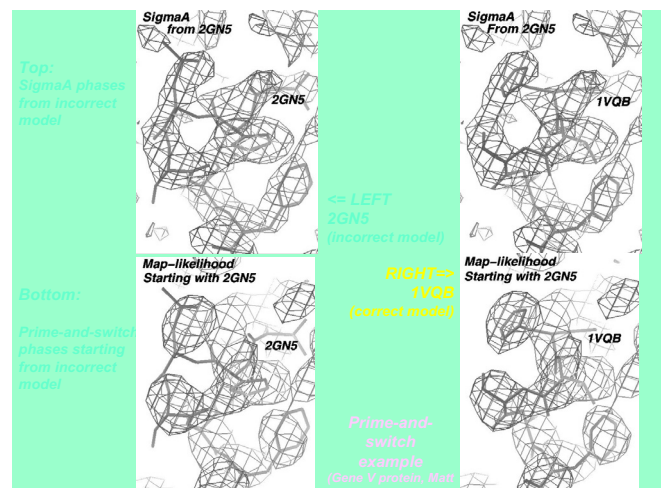 SigmaA
from 2GN5
2GN5
SigmaA
From 2GN5
1VQB
Top:
SigmaA phases
from incorrect
model
<= LEFT
2GN5
(incorrect model)
RIGHT=>
1VQB
(correct model)
Map-likelihood
Starting with 2GN5
2GN5
Map-likelihood
Starting with 2GN5
1VQB
Bottom:
Prime-and-switch
phases starting
from incorrect
model
Prime-and-
switch
example
(Gene V protein,